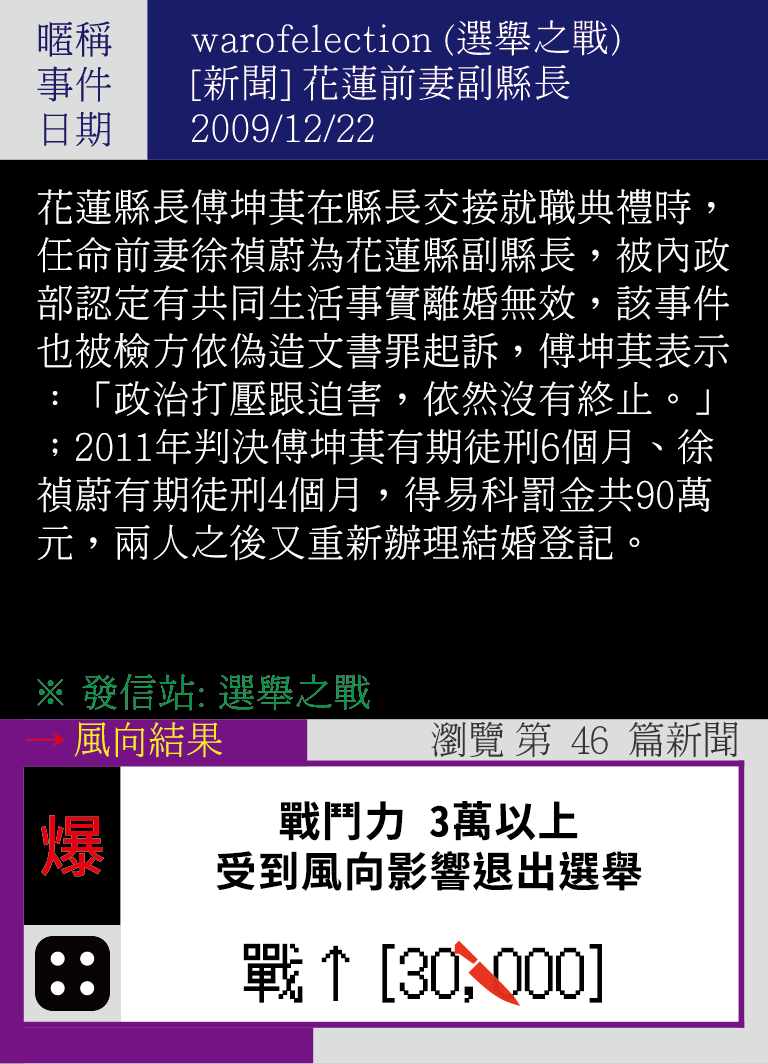 暱稱 warofelection (選舉之戰)
事件 [新聞] 花蓮前妻副縣長
日期 2009/12/22
花蓮縣長傅坤萁在縣長交接就職典禮時，
任命前妻徐禎蔚為花蓮縣副縣長，被內政
部認定有共同生活事實離婚無效，該事件
也被檢方依偽造文書罪起訴，傅坤萁表示
：「政治打壓跟迫害，依然沒有終止。」
；2011年判決傅坤萁有期徒刑6個月、徐
禎蔚有期徒刑4個月，得易科罰金共90萬
元，兩人之後又重新辦理結婚登記。
※ 發信站: 選舉之戰
→ 風向結果
瀏覽 第 46 篇新聞
爆
戰鬥力 3萬以上
受到風向影響退出選舉
戰↑[30,000]